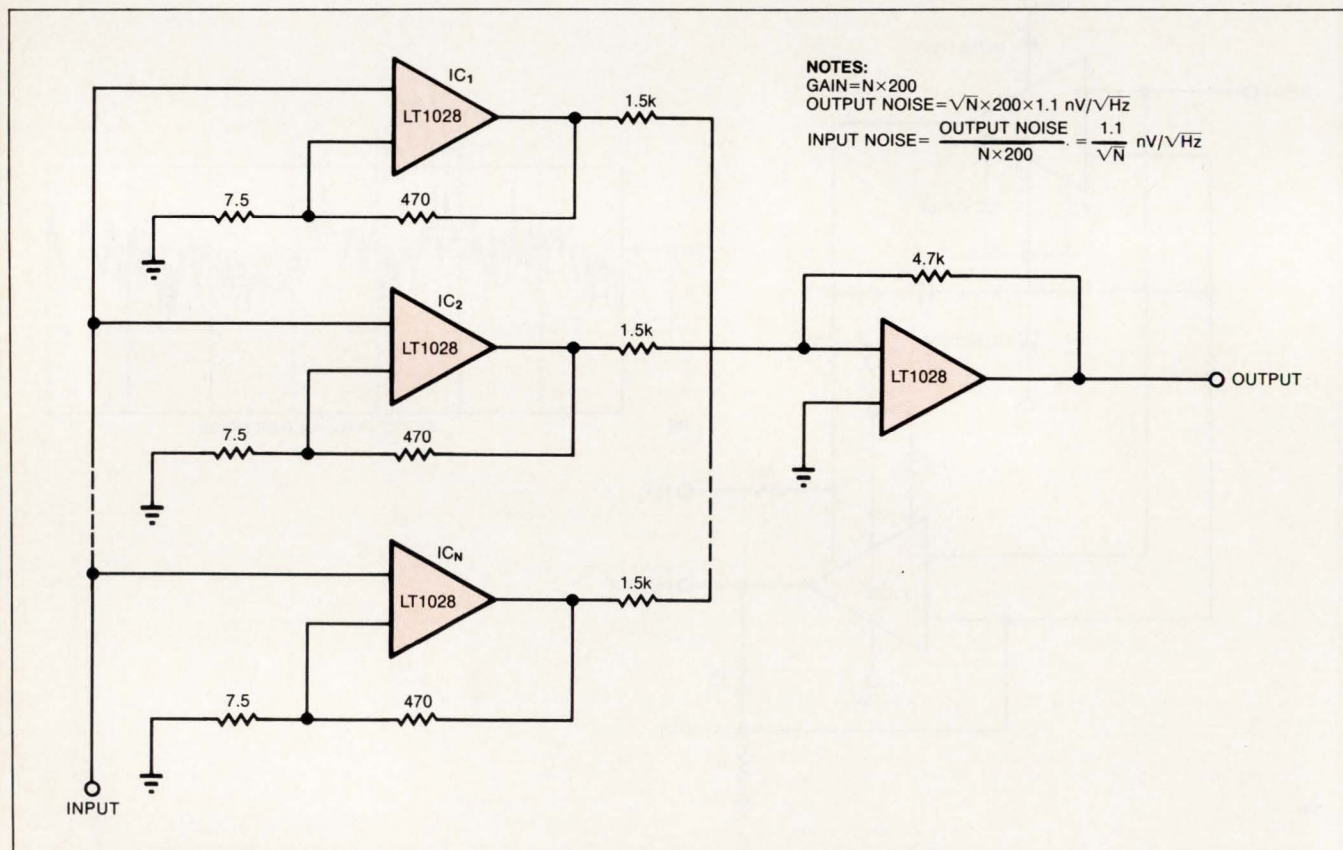 NOTES:
GAIN=N×200
OUTPUT NOISE=√N×200×1.1 nV/√Hz
INPUT NOISE= OUTPUT NOISE / N×200 .= 1.1 / √N nV/√Hz
IC1
LT1028
1.5k
7.5
470
IC2
LT1028
1.5k
7.5
470
4.7k
LT1028
OUTPUT
ICN
LT1028
1.5k
7.5
470
INPUT